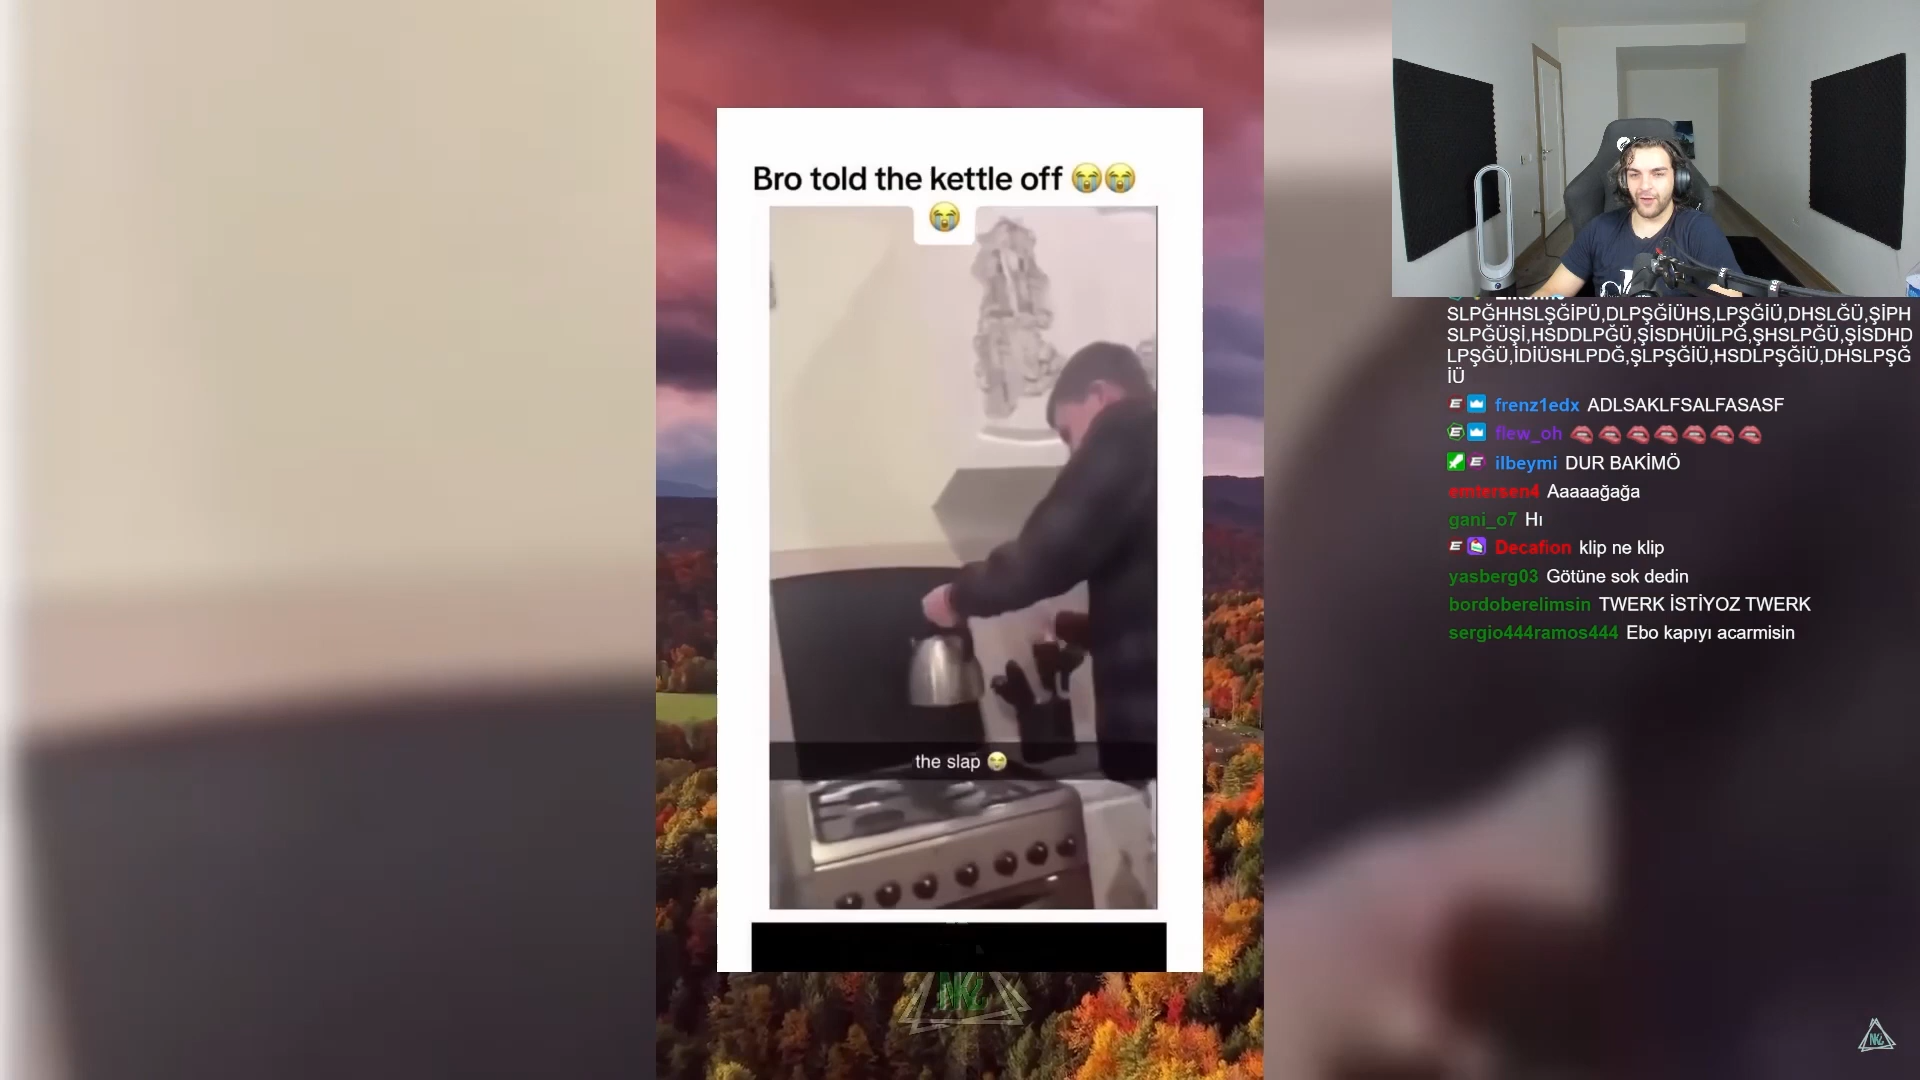 Bro told the kettle off 😭😭
😭
the slap 😭
SLPĞHHSLŞĞİPÜ,DLPŞĞİÜHS,LPŞĞİÜ,DHSLĞÜ,ŞİPH
SLPĞÜŞİ,HSDDLPĞÜ,ŞİSDHÜİLPĞ,ŞHSLPĞÜ,ŞİSDHD
LPŞĞÜ,İDİÜSHLPDĞ,ŞLPŞĞİÜ,HSDLPŞĞİÜ,DHSLPŞĞ
İÜ
frenz1edx ADLSAKLFSALFASASF
flew_oh 🫦🫦🫦🫦🫦🫦🫦
ilbeymi DUR BAKİMÖ
emtersen4 Aaaaağağa
gani_o7 Hı
Decafion klip ne klip
yasberg03 Götüne sok dedin
bordoberelimsin TWERK İSTİYOZ TWERK
sergio444ramos444 Ebo kapıyı acarmisin